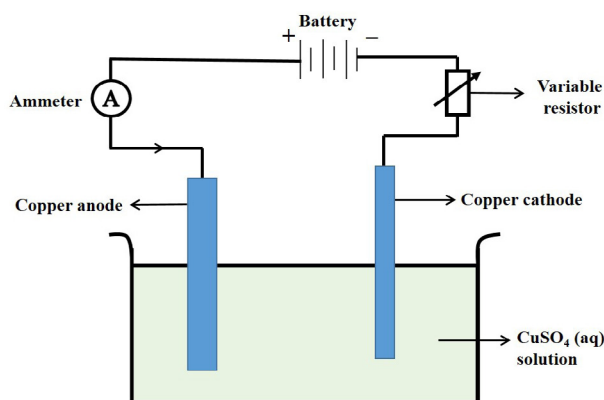 Battery
+ −
Ammeter
A
Variable
resistor
Copper anode
Copper cathode
CuSO₄ (aq)
solution